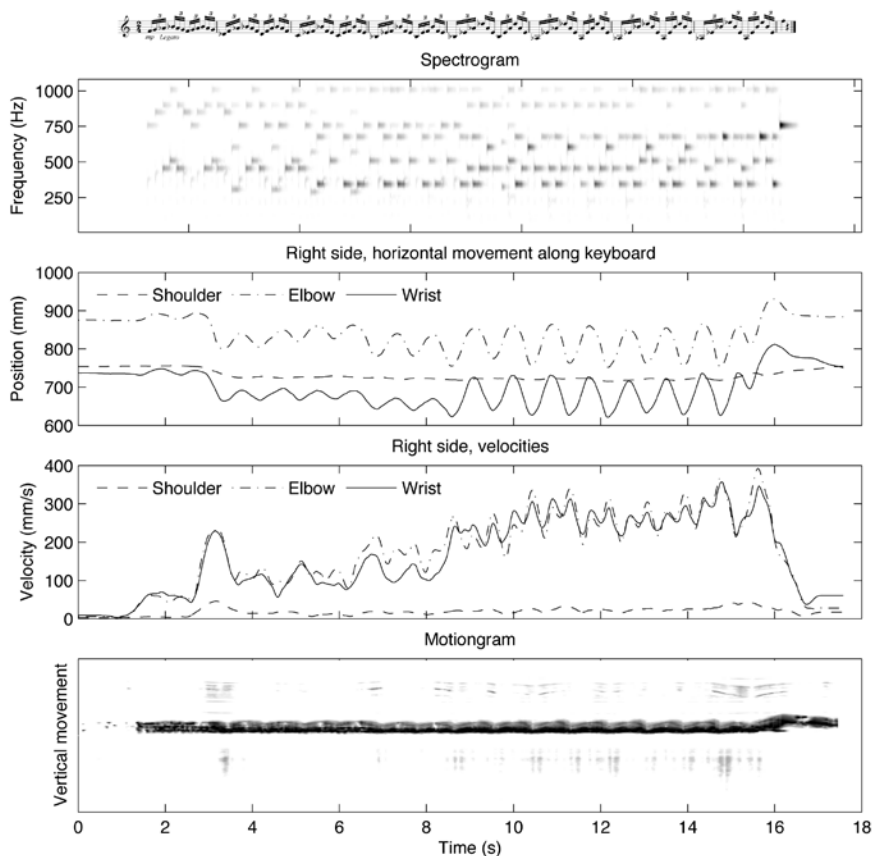 mp Legato
Spectrogram
Frequency (Hz)
1000
750
500
250
Right side, horizontal movement along keyboard
Position (mm)
1000
900
800
700
600
Shoulder Elbow Wrist
Right side, velocities
Velocity (mm/s)
400
300
200
100
0
Shoulder Elbow Wrist
Motiongram
Vertical movement
0 2 4 6 8 10 12 14 16 18
Time (s)